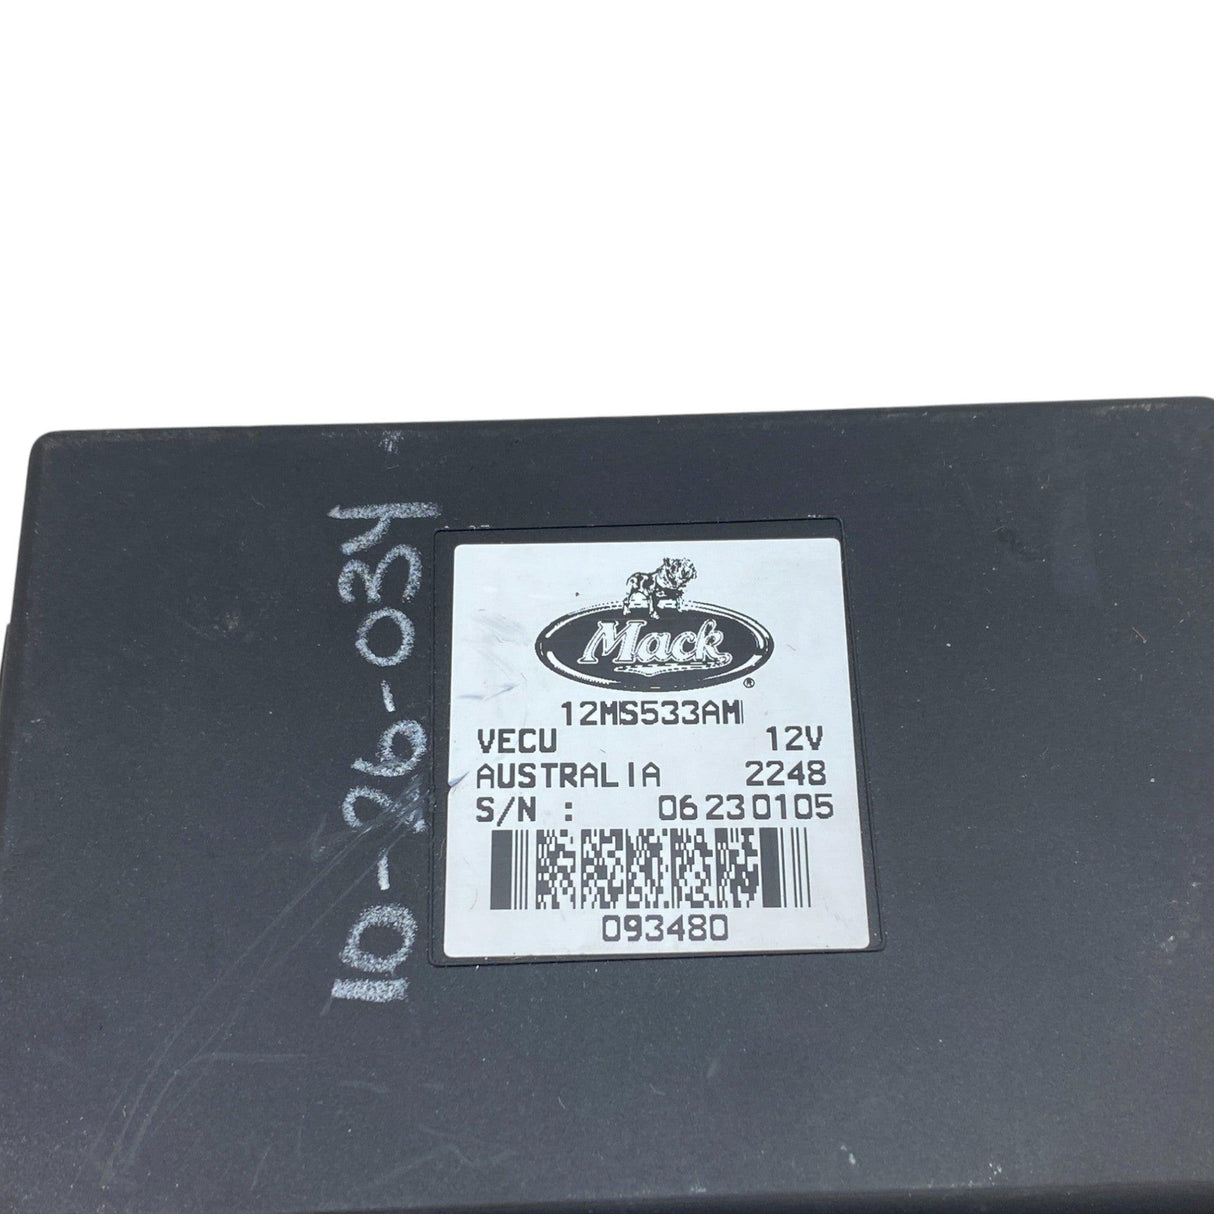 10-26-034
Mack
®
12MS533AM
VECU 12V
AUSTRALIA 2248
S/N : 06230105
093480